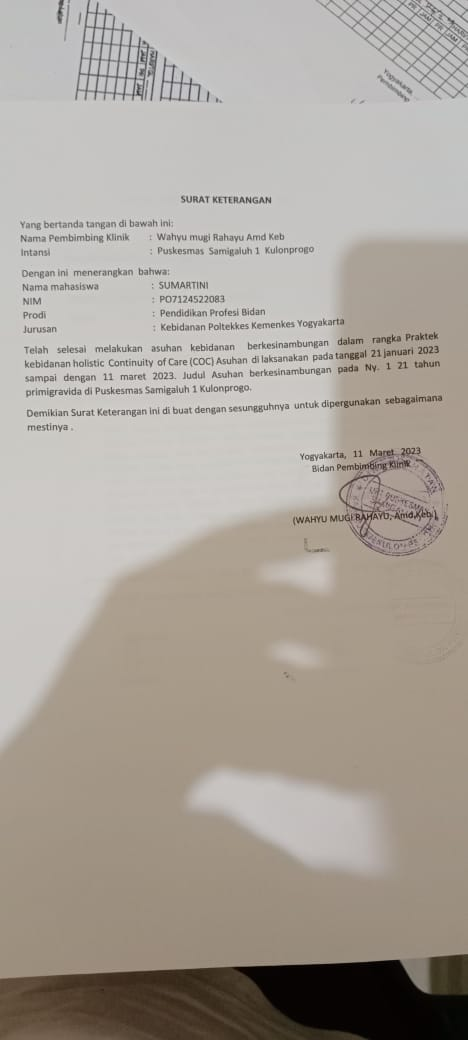 Yogyakarta,
Pembimbing
SURAT KETERANGAN
Yang bertanda tangan di bawah ini:
Nama Pembimbing Klinik : Wahyu mugi Rahayu Amd Keb
Intansi : Puskesmas Samigaluh 1 Kulonprogo
Dengan ini menerangkan bahwa:
Nama mahasiswa : SUMARTINI
NIM : PO7124522083
Prodi : Pendidikan Profesi Bidan
Jurusan : Kebidanan Poltekkes Kemenkes Yogyakarta
Telah selesai melakukan asuhan kebidanan berkesinambungan dalam rangka Praktek
kebidanan holistic Continuity of Care (COC) Asuhan di laksanakan pada tanggal 21 januari 2023
sampai dengan 11 maret 2023. Judul Asuhan berkesinambungan pada Ny. 1 21 tahun
primigravida di Puskesmas Samigaluh 1 Kulonprogo.
Demikian Surat Keterangan ini di buat dengan sesungguhnya untuk dipergunakan sebagaimana
mestinya .
Yogyakarta, 11 Maret 2023
Bidan Pembimbing Klinik
(WAHYU MUGI RAHAYU, Amd.Keb)